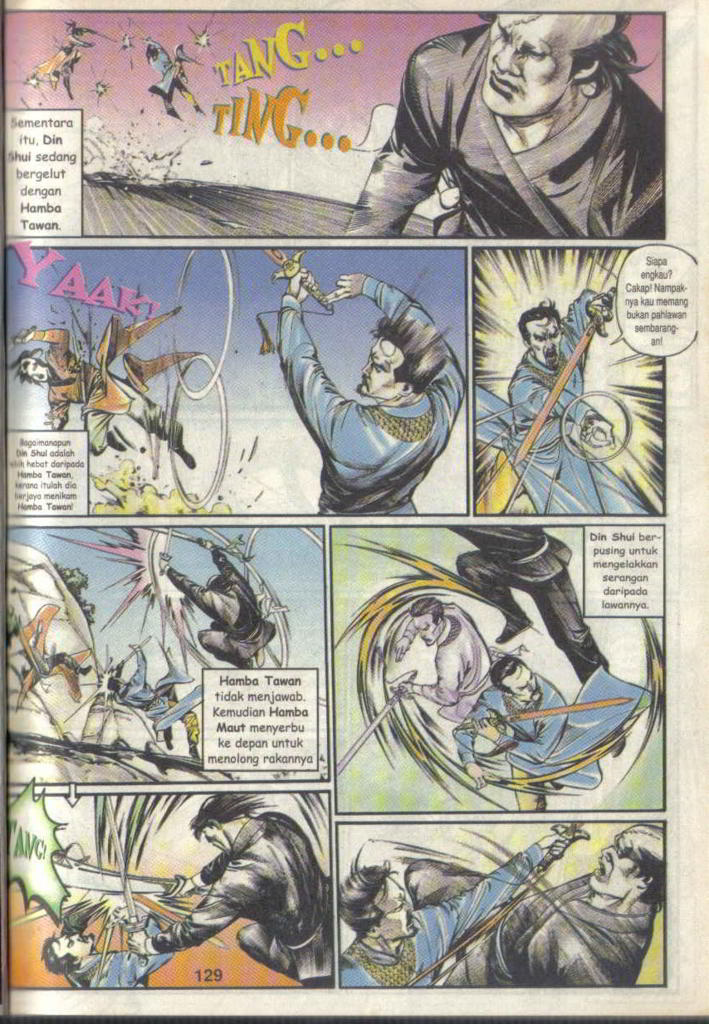 TANG...
TING...
Sementara
itu, Din
Shui sedang
bergelut
dengan
Hamba
Tawan.
YAAK!
Bagaimanapun
Din Shui adalah
lebih hebat daripada
Hamba Tawan,
kerana itulah dia
berjaya menikam
Hamba Tawan!
Siapa
engkau?
Cakap! Nampak-
nya kau memang
bukan pahlawan
sembarang-
an!
Hamba Tawan
tidak menjawab.
Kemudian Hamba
Maut menyerbu
ke depan untuk
menolong rakannya
Din Shui ber-
pusing untuk
mengelakkan
serangan
daripada
lawannya.
TANG!
129